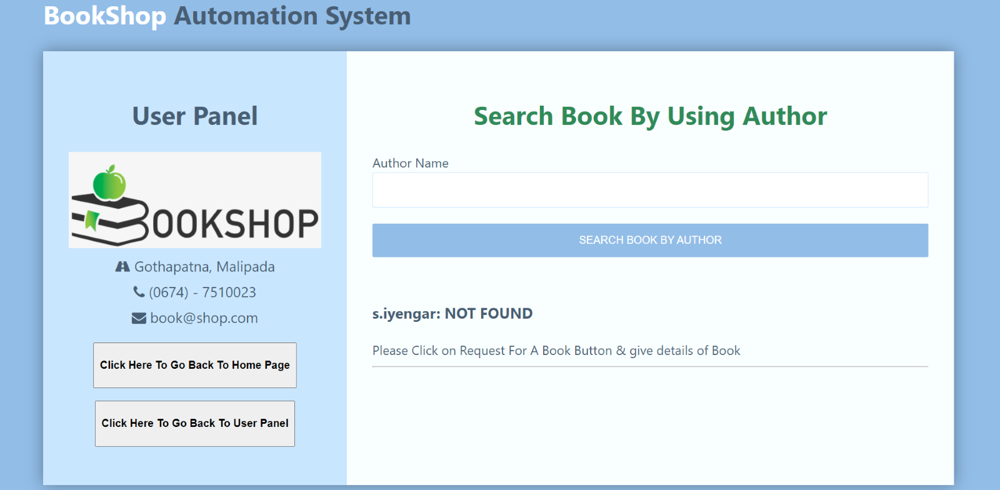 BookShop Automation System
User Panel
OOKSHOP
Gothapatna, Malipada
(0674) - 7510023
book@shop.com
Click Here To Go Back To Home Page
Click Here To Go Back To User Panel
Search Book By Using Author
Author Name
SEARCH BOOK BY AUTHOR
s.iyengar: NOT FOUND
Please Click on Request For A Book Button & give details of Book